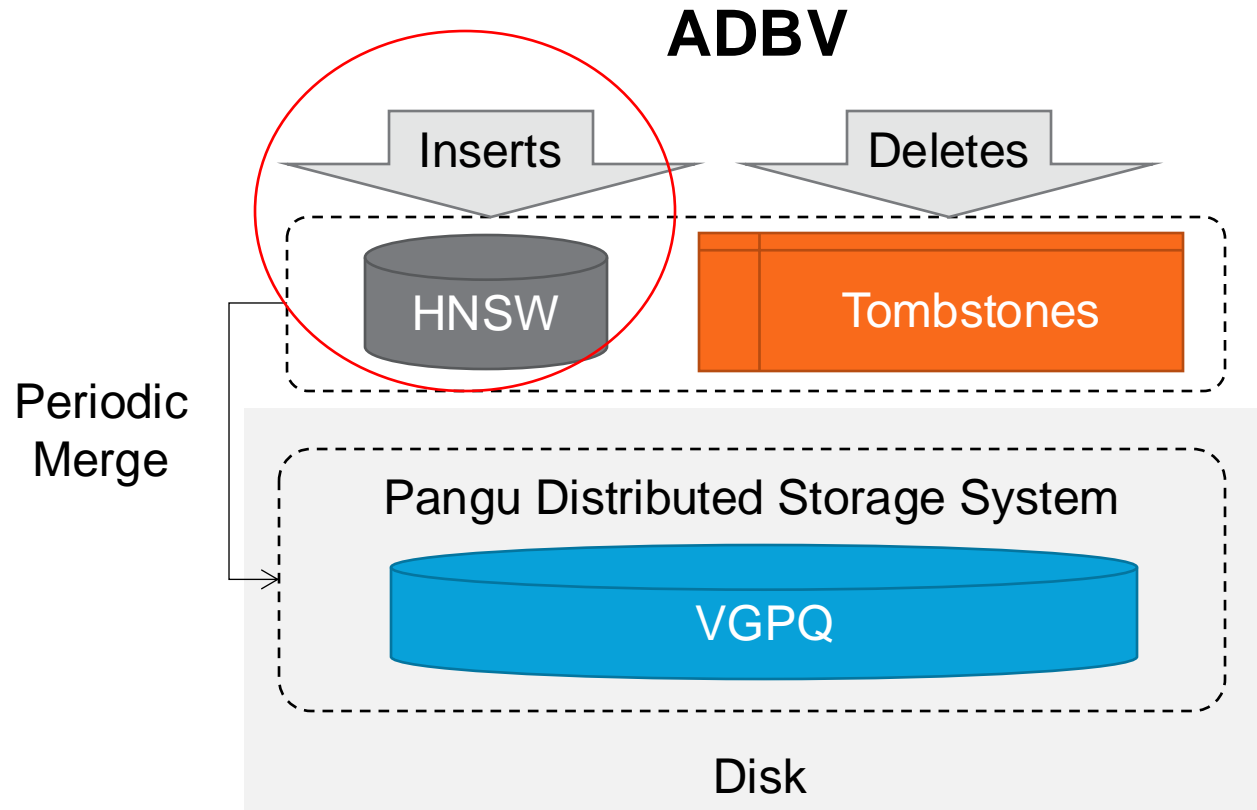 ADBV
Inserts
Deletes
HNSW
Tombstones
Periodic
Merge
Pangu Distributed Storage System
VGPQ
Disk